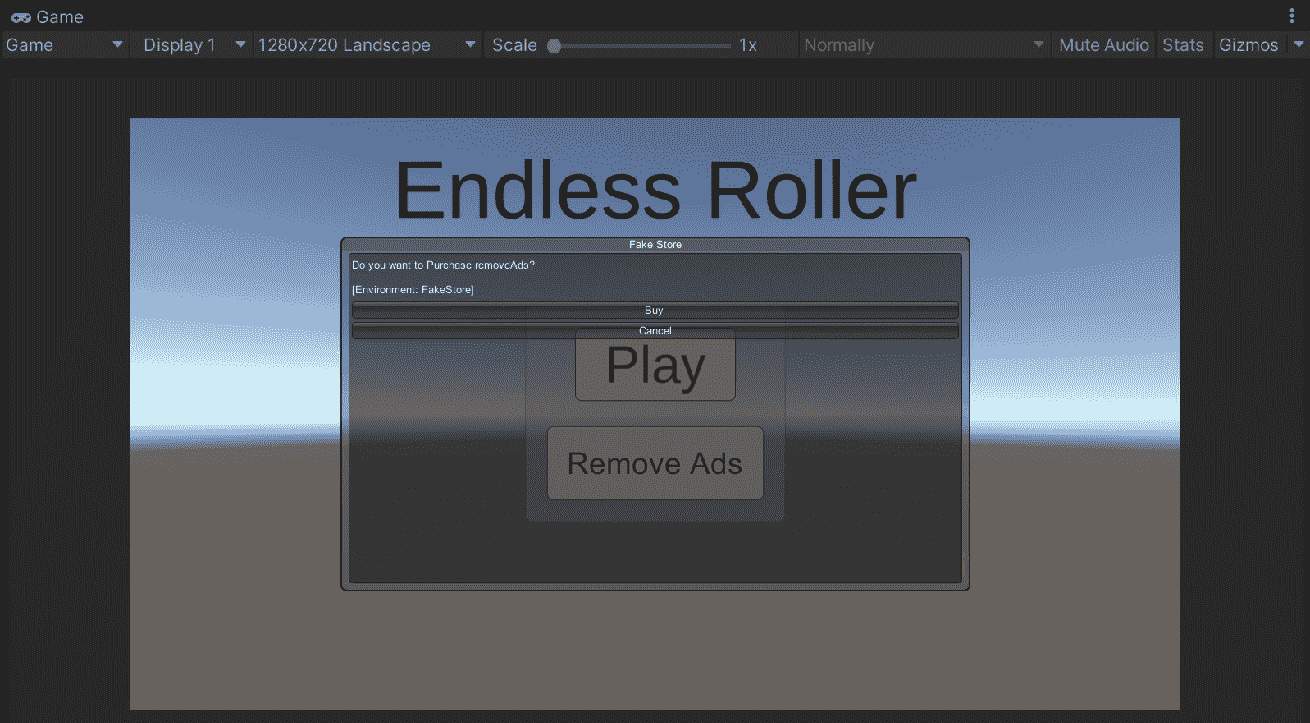 Game
Game Display 1 1280x720 Landscape Scale 1x Normally Mute Audio Stats Gizmos
Endless Roller
Fake Store
Do you want to Purchase removeAds?
[Environment: FakeStore]
Buy
Cancel
Play
Remove Ads